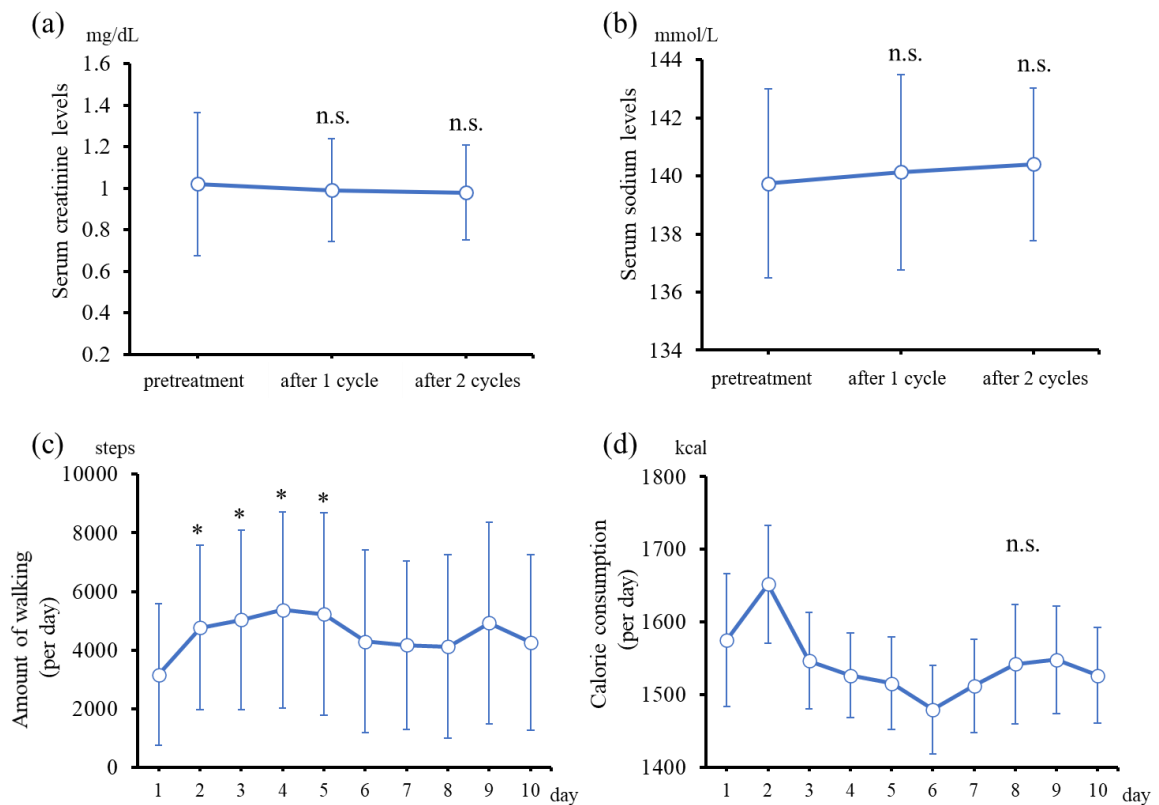 (a)
mg/dL
Serum creatinine levels
1.6
1.4
1.2
1
0.8
0.6
0.4
0.2
n.s.
n.s.
pretreatment
after 1 cycle
after 2 cycles
(b)
mmol/L
Serum sodium levels
144
142
140
138
136
134
n.s.
n.s.
pretreatment
after 1 cycle
after 2 cycles
(c)
steps
Amount of walking
(per day)
10000
8000
6000
4000
2000
0
* * * *
1 2 3 4 5 6 7 8 9 10 day
(d)
kcal
Calorie consumption
(per day)
1800
1700
1600
1500
1400
n.s.
1 2 3 4 5 6 7 8 9 10 day